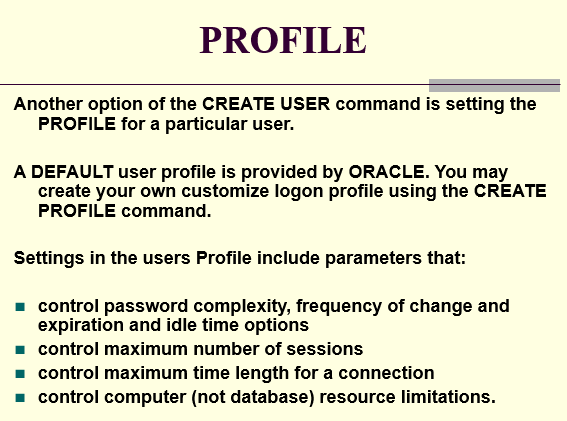 PROFILE
Another option of the CREATE USER command is setting the
PROFILE for a particular user.
A DEFAULT user profile is provided by ORACLE. You may
create your own customize logon profile using the CREATE
PROFILE command.
Settings in the users Profile include parameters that:
control password complexity, frequency of change and
expiration and idle time options
control maximum number of sessions
control maximum time length for a connection
control computer (not database) resource limitations.